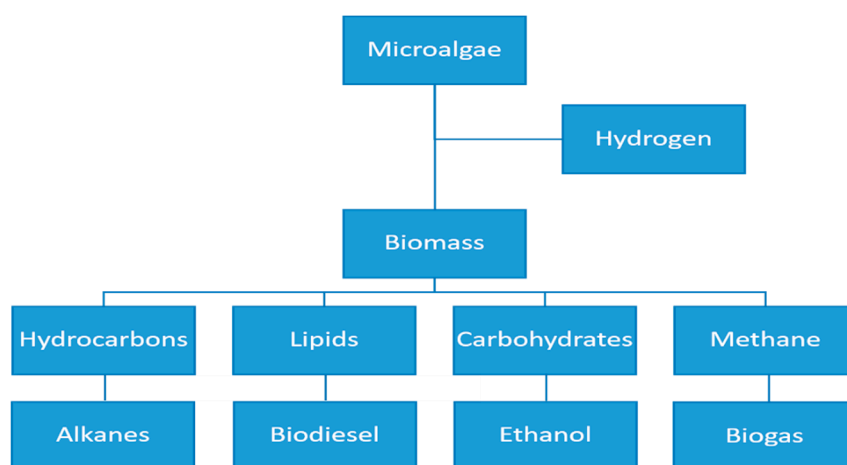 Microalgae
Hydrogen
Biomass
Hydrocarbons
Lipids
Carbohydrates
Methane
Alkanes
Biodiesel
Ethanol
Biogas